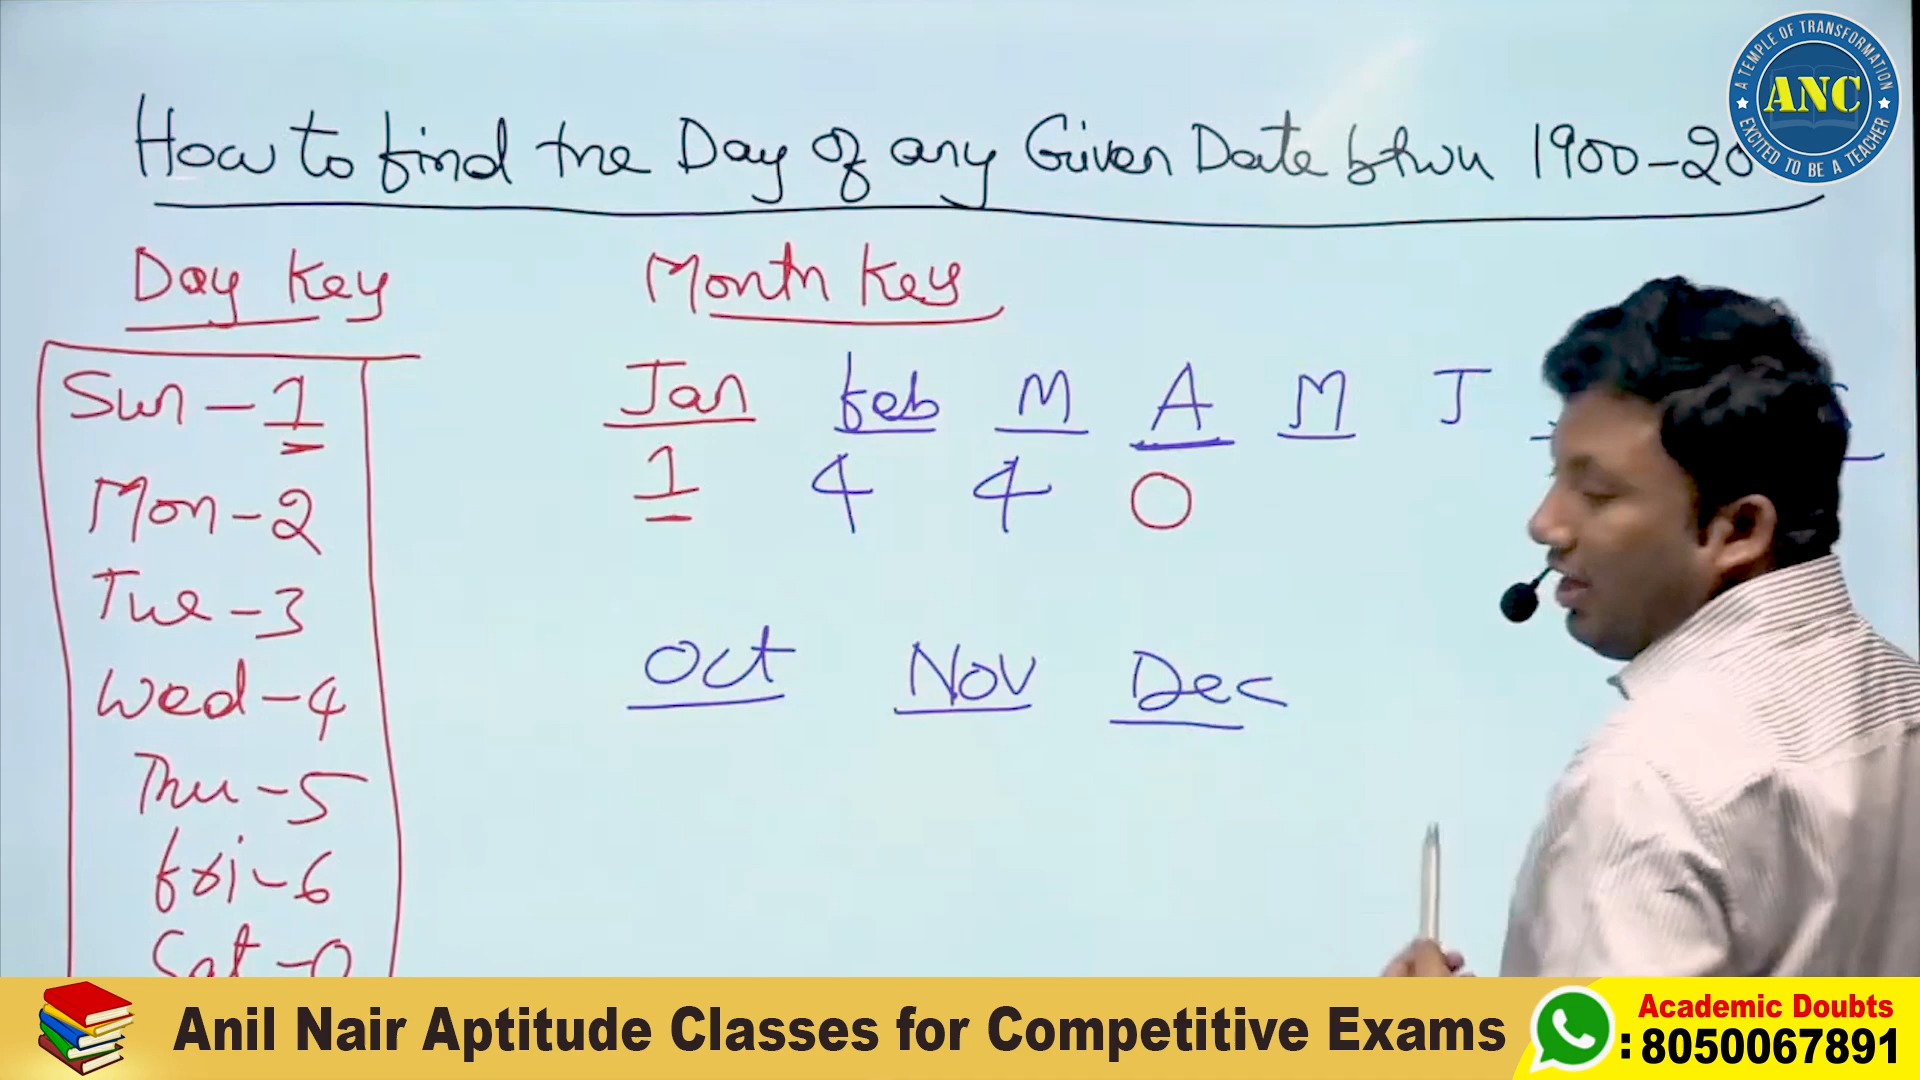 A TEMPLE OF TRANSFORMATION
ANC
EXCITED TO BE A TEACHER
How to find the Day of any Given Date btwn 1900-20
Day Key
Month Key
Sun - 1
Mon - 2
Tue - 3
Wed - 4
Thu - 5
Fri - 6
Sat - 0
Jan Feb M A M J
1 4 4 0
Oct Nov Dec
Anil Nair Aptitude Classes for Competitive Exams
Academic Doubts
: 8050067891